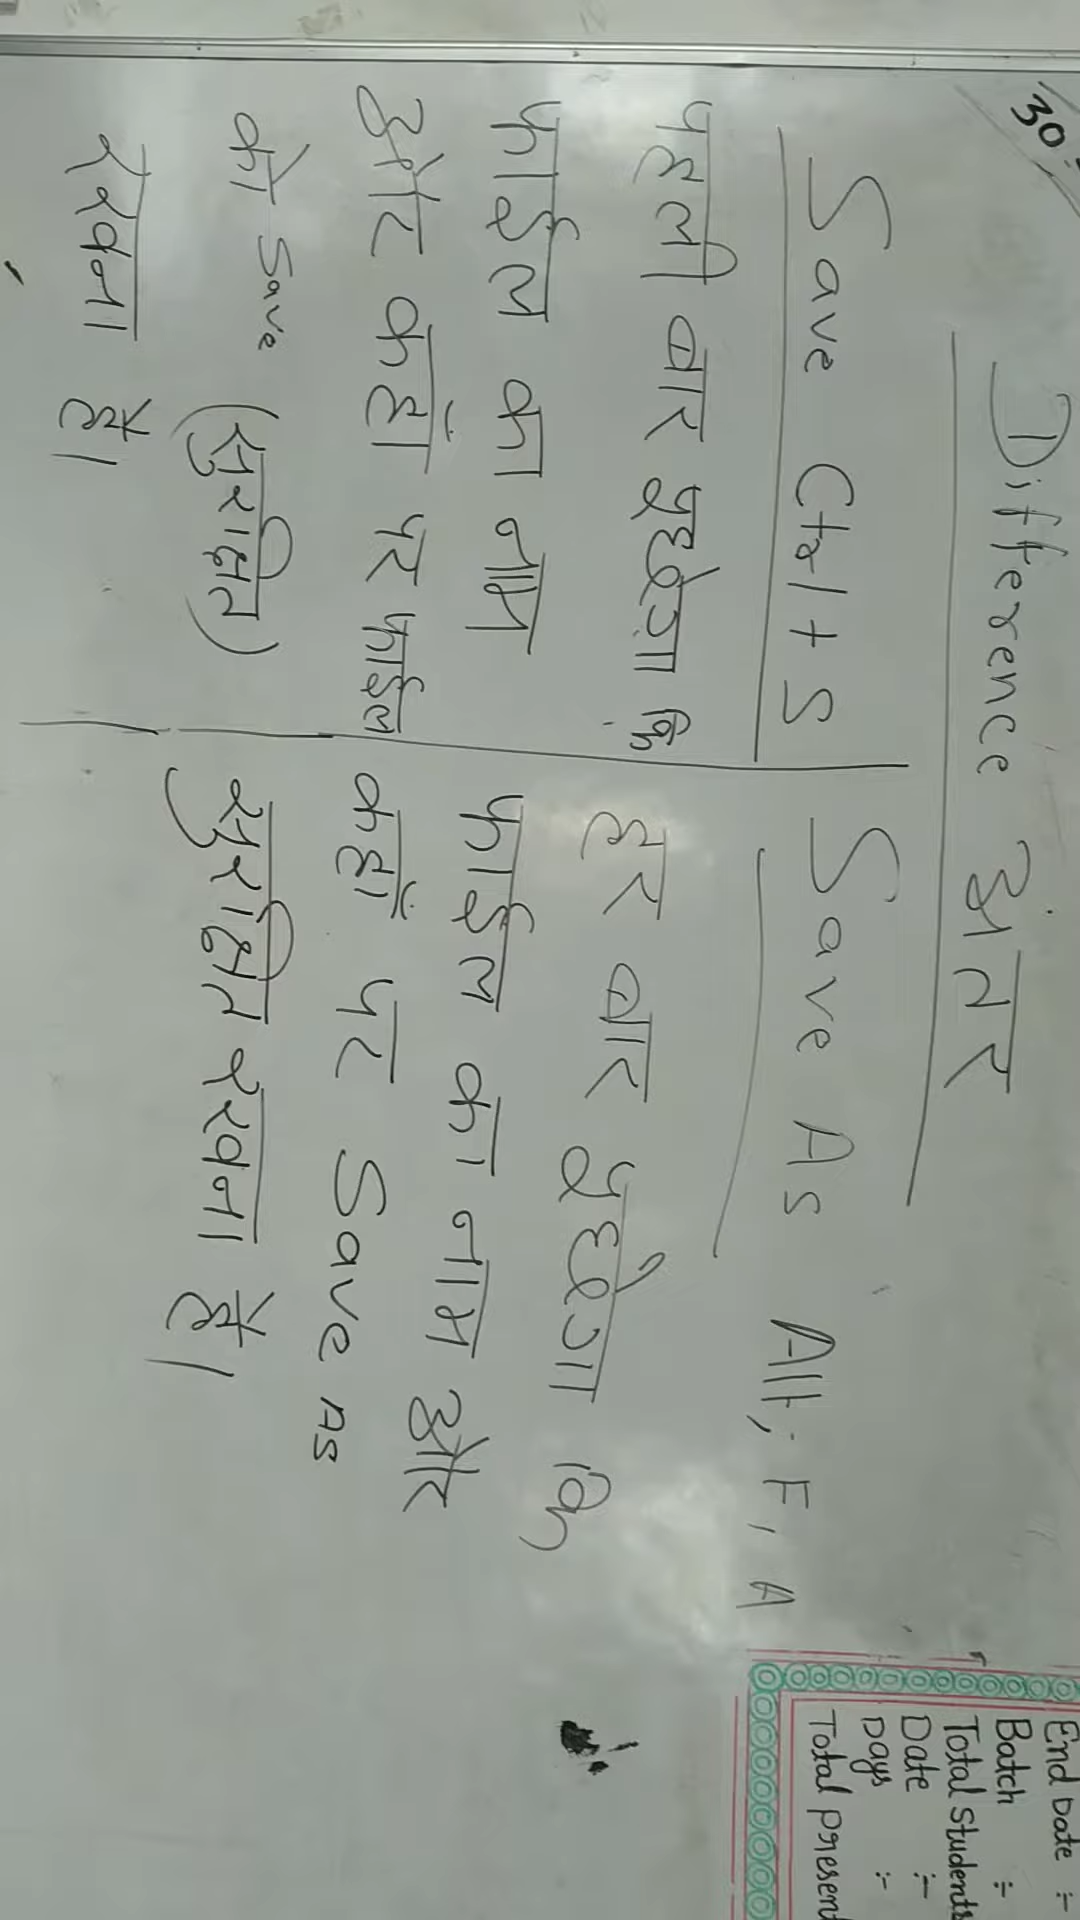 30
Difference अंतर
Save Ctrl + S
पहली बार पुछेगा कि
फाईल का नाम
और कहाँ पर फाईल
को save (सुरक्षित)
रखना है।
Save As Alt, F, A
हर बार पुछेगा कि
फाईल का नाम और
कहाँ पर Save As
सुरक्षित रखना है।
End Date :-
Batch :-
Total Students
Date :-
Days :-
Total present